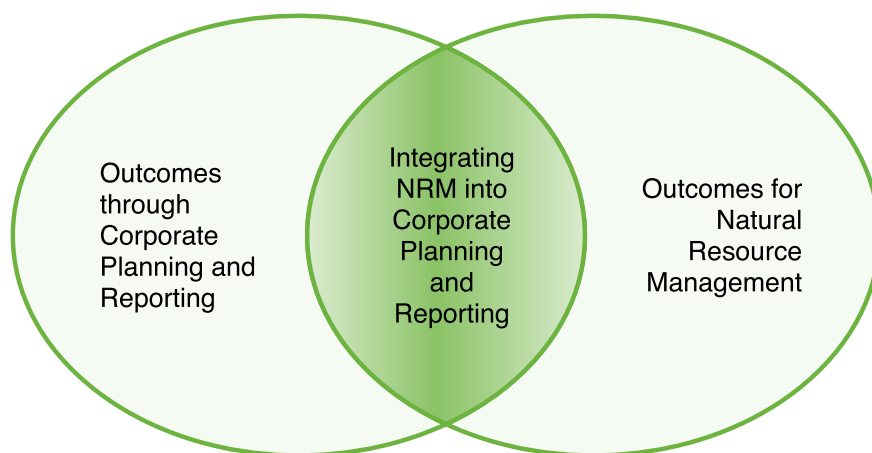 Outcomes
through
Corporate
Planning and
Reporting
Integrating
NRM into
Corporate
Planning
and
Reporting
Outcomes for
Natural
Resource
Management